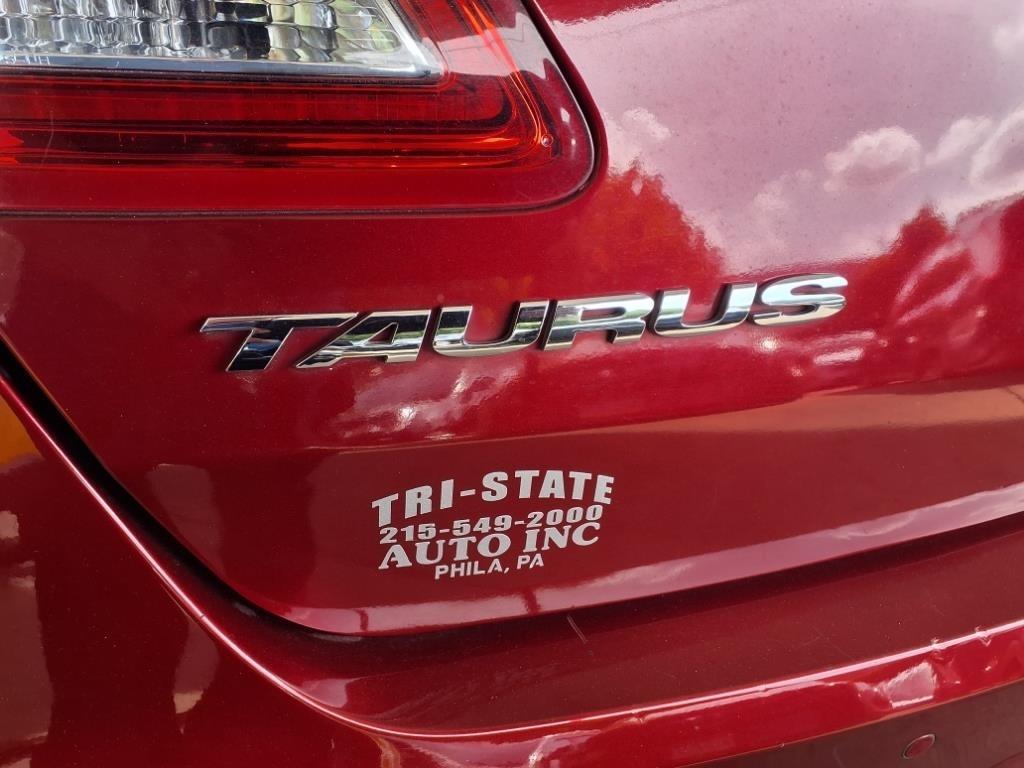 TAURUS
TRI-STATE
215-549-2000
AUTO INC
PHILA, PA